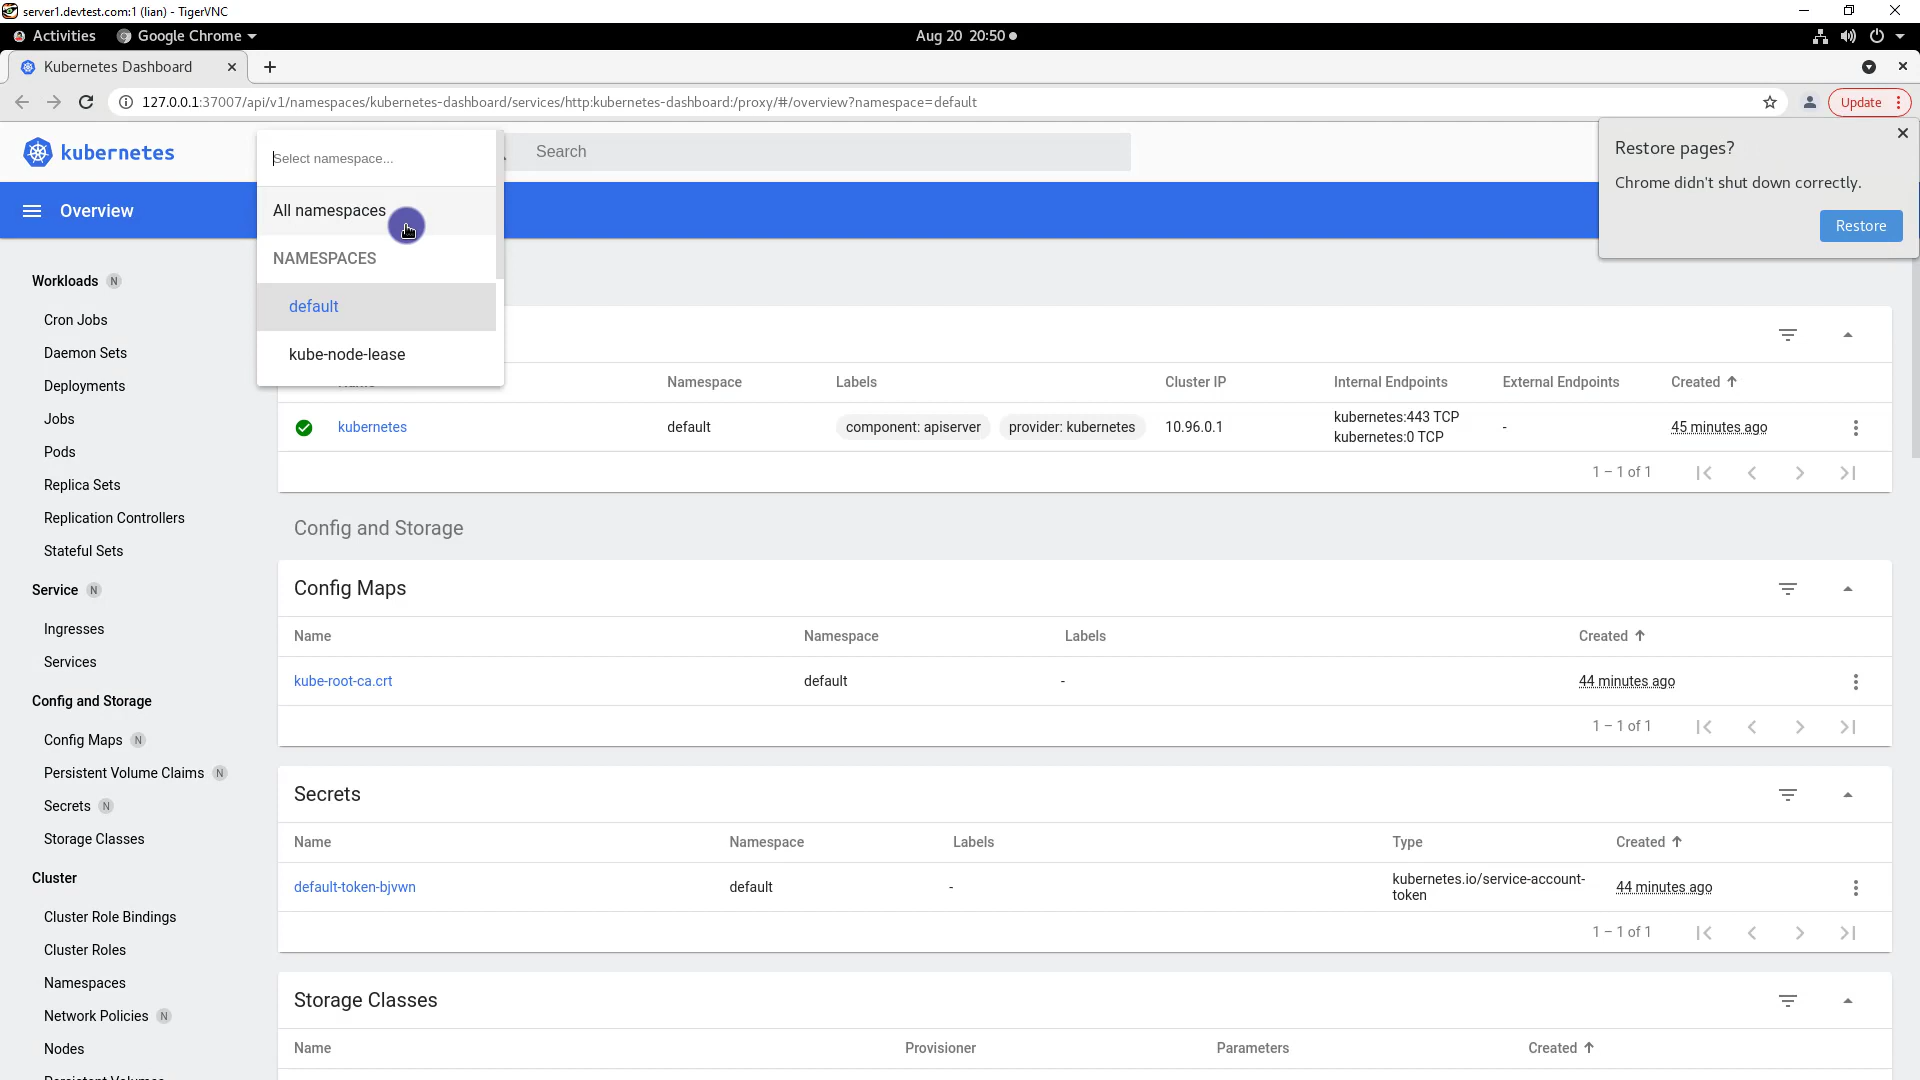 server1.devtest.com:1 (lian) - TigerVNC
Activities
Google Chrome
Aug 20 20:50
Kubernetes Dashboard
127.0.0.1:37007/api/v1/namespaces/kubernetes-dashboard/services/http:kubernetes-dashboard:/proxy/#/overview?namespace=default
Update
kubernetes
Select namespace...
Search
Restore pages?
Chrome didn't shut down correctly.
Restore
Overview
All namespaces
NAMESPACES
default
kube-node-lease
Workloads N
Cron Jobs
Daemon Sets
Deployments
Jobs
Pods
Replica Sets
Replication Controllers
Stateful Sets
Service N
Ingresses
Services
Config and Storage
Config Maps N
Persistent Volume Claims N
Secrets N
Storage Classes
Cluster
Cluster Role Bindings
Cluster Roles
Namespaces
Network Policies N
Nodes
Persistent Volumes
Namespace Labels Cluster IP Internal Endpoints External Endpoints Created
kubernetes default component: apiserver provider: kubernetes 10.96.0.1 kubernetes:443 TCP - 45 minutes ago
kubernetes:0 TCP
1 – 1 of 1
Config and Storage
Config Maps
Name Namespace Labels Created
kube-root-ca.crt default - 44 minutes ago
1 – 1 of 1
Secrets
Name Namespace Labels Type Created
default-token-bjvwn default - kubernetes.io/service-account- 44 minutes ago
token
1 – 1 of 1
Storage Classes
Name Provisioner Parameters Created